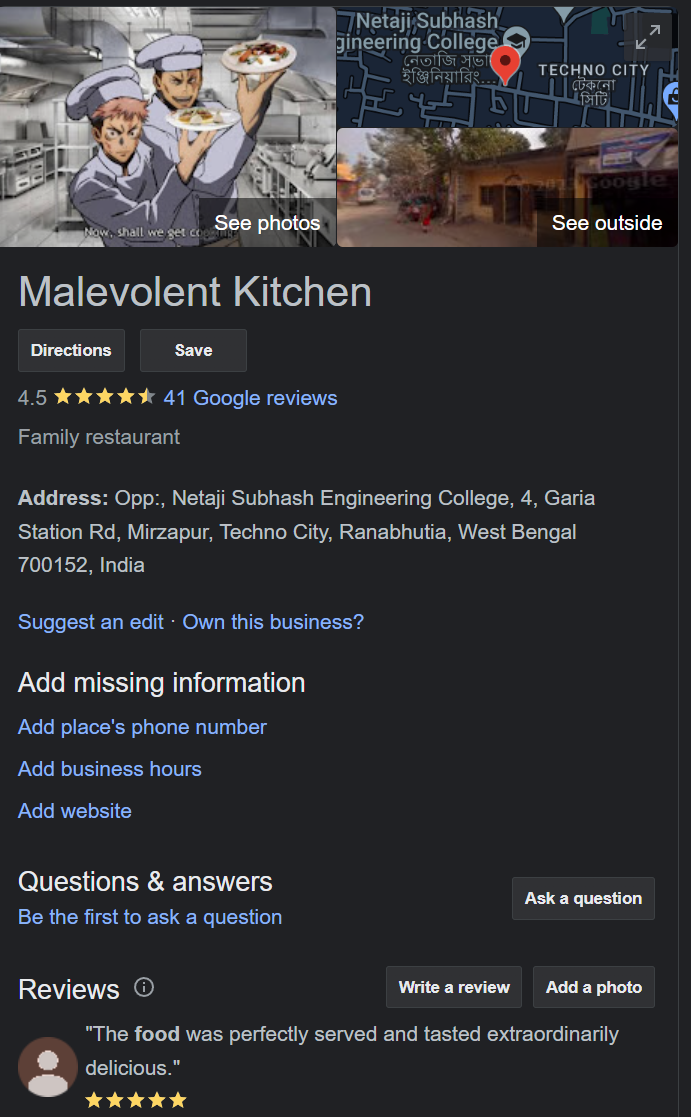 Netaji Subhash
gineering College
নেতাজি সুভা
ইঞ্জিনিয়ারিং....
TECHNO CITY
টেকনো
সিটি
Now, shall we get co
See photos
Google
See outside
Malevolent Kitchen
Directions
Save
4.5 41 Google reviews
Family restaurant
Address: Opp:, Netaji Subhash Engineering College, 4, Garia
Station Rd, Mirzapur, Techno City, Ranabhutia, West Bengal
700152, India
Suggest an edit · Own this business?
Add missing information
Add place's phone number
Add business hours
Add website
Questions & answers
Be the first to ask a question
Ask a question
Reviews
Write a review
Add a photo
"The food was perfectly served and tasted extraordinarily
delicious."